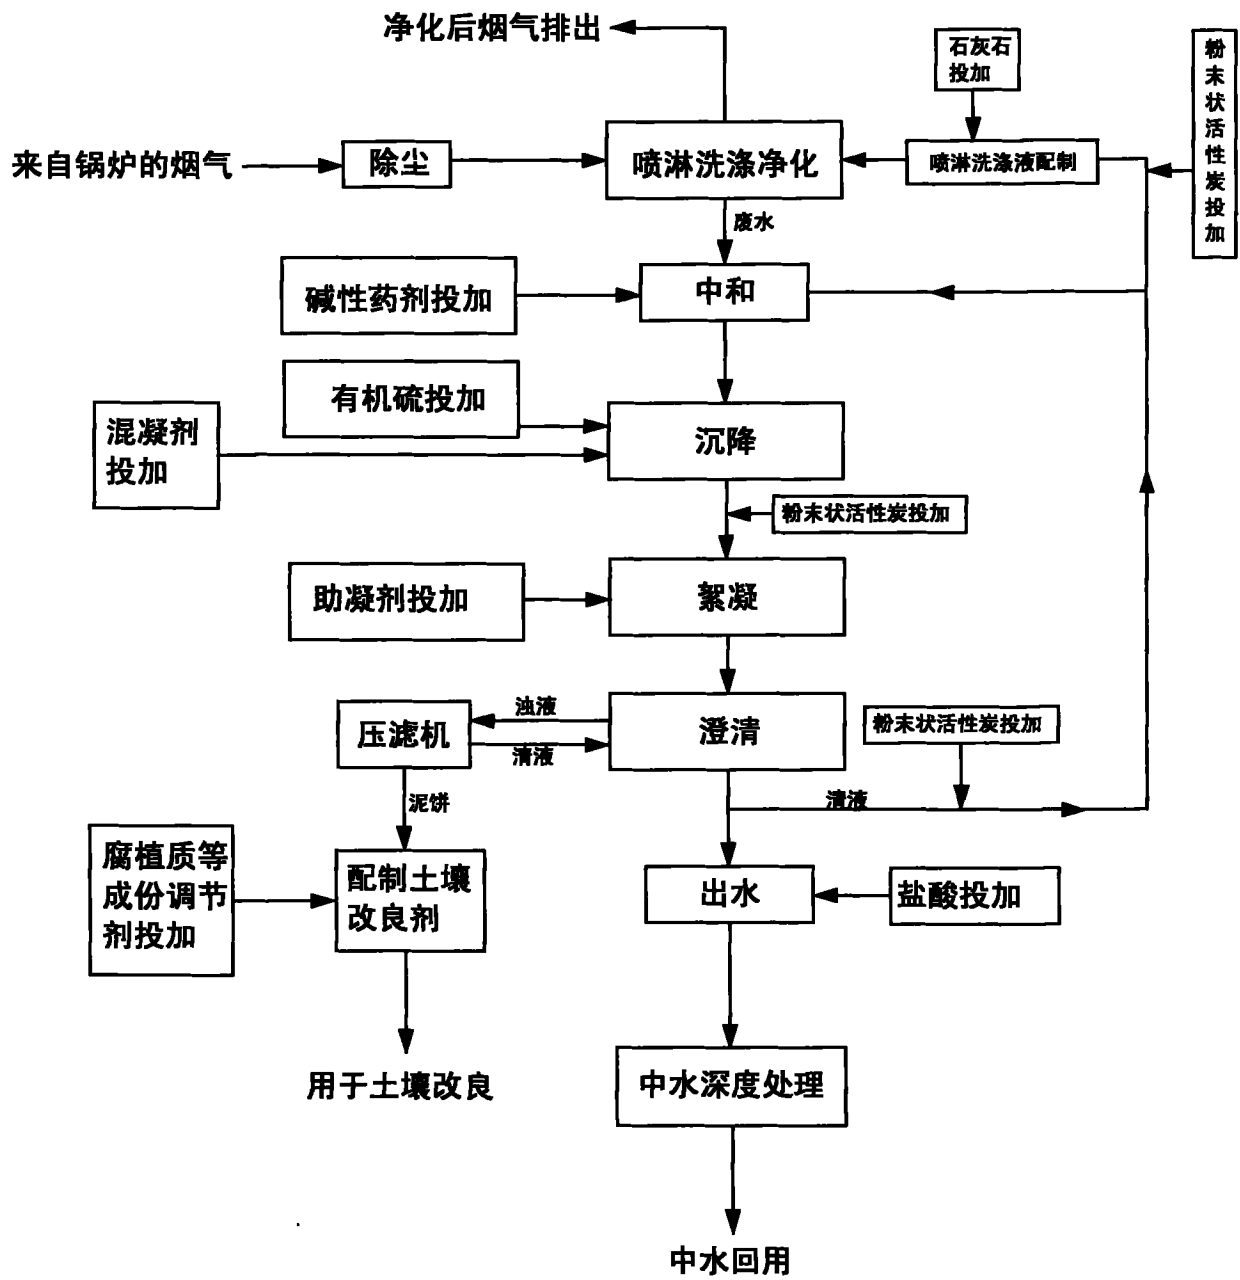 净化后烟气排出
石灰石
投加
粉末状活性炭投加
来自锅炉的烟气
除尘
喷淋洗涤净化
喷淋洗涤液配制
废水
碱性药剂投加
中和
有机硫投加
混凝剂
投加
沉降
粉末状活性炭投加
助凝剂投加
絮凝
浊液
压滤机
澄清
粉末状活性炭投加
清液
泥饼
清液
腐植质等
成份调节
剂投加
配制土壤
改良剂
出水
盐酸投加
用于土壤改良
中水深度处理
中水回用